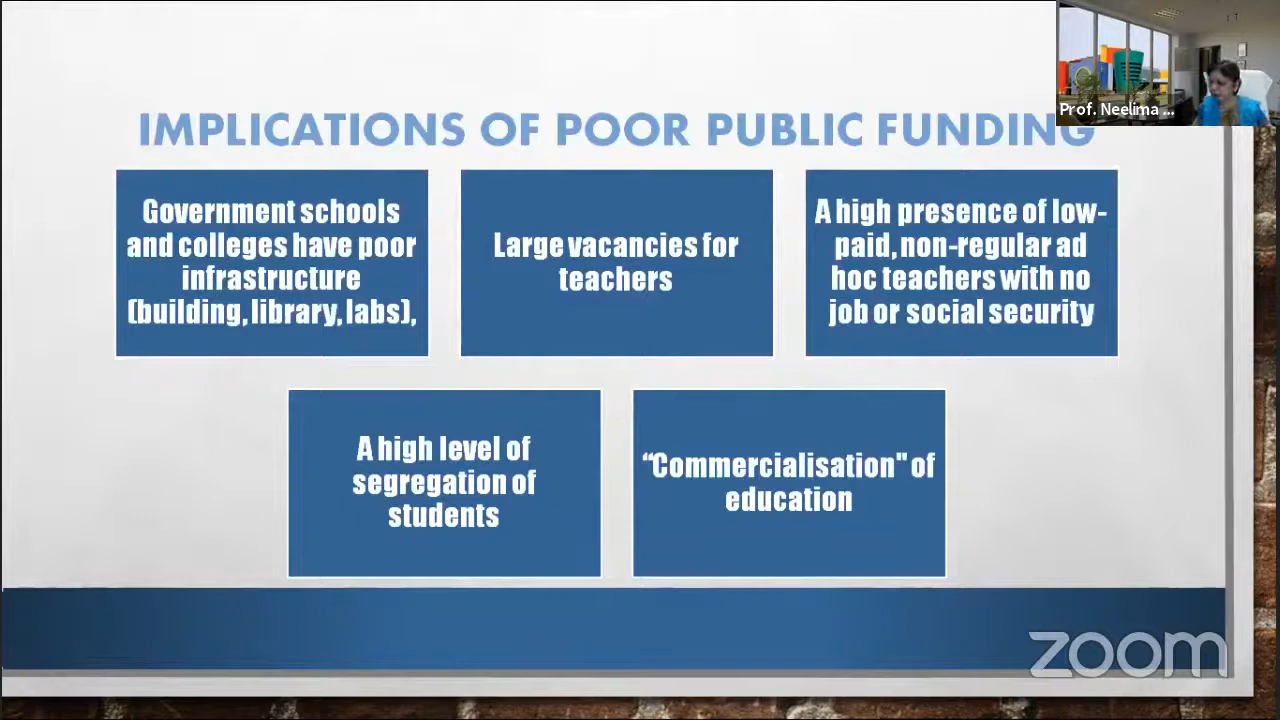 Prof. Neelima ...
IMPLICATIONS OF POOR PUBLIC FUNDING
Government schools
and colleges have poor
infrastructure
(building, library, labs),
Large vacancies for
teachers
A high presence of low-
paid, non-regular ad
hoc teachers with no
job or social security
A high level of
segregation of
students
“Commercialisation" of
education
zoom